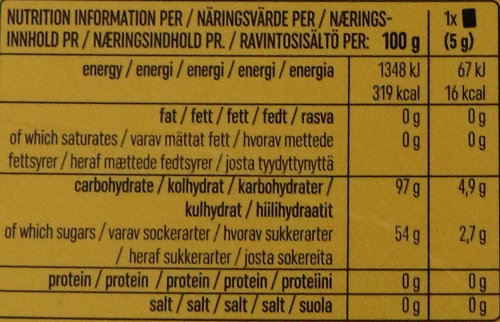 NUTRITION INFORMATION PER / NÄRINGSVÄRDE PER / NÆRINGS- 1x
INNHOLD PR / NÆRINGSINDHOLD PR. / RAVINTOSISÄLTÖ PER: 100 g (5 g)
energy / energi / energi / energi / energia 1348 kJ 67 kJ
319 kcal 16 kcal
fat / fett / fett / fedt / rasva 0 g 0 g
of which saturates / varav mättat fett / hvorav mettede 0 g 0 g
fettsyrer / heraf mættede fedtsyrer / josta tyydyttynyttä
carbohydrate / kolhydrat / karbohydrater / 97 g 4,9 g
kulhydrat / hiilihydraatit
of which sugars / varav sockerarter / hvorav sukkerarter 54 g 2,7 g
/ heraf sukkerarter / josta sokereita
protein / protein / protein / protein / proteiini 0 g 0 g
salt / salt / salt / salt / suola 0 g 0 g